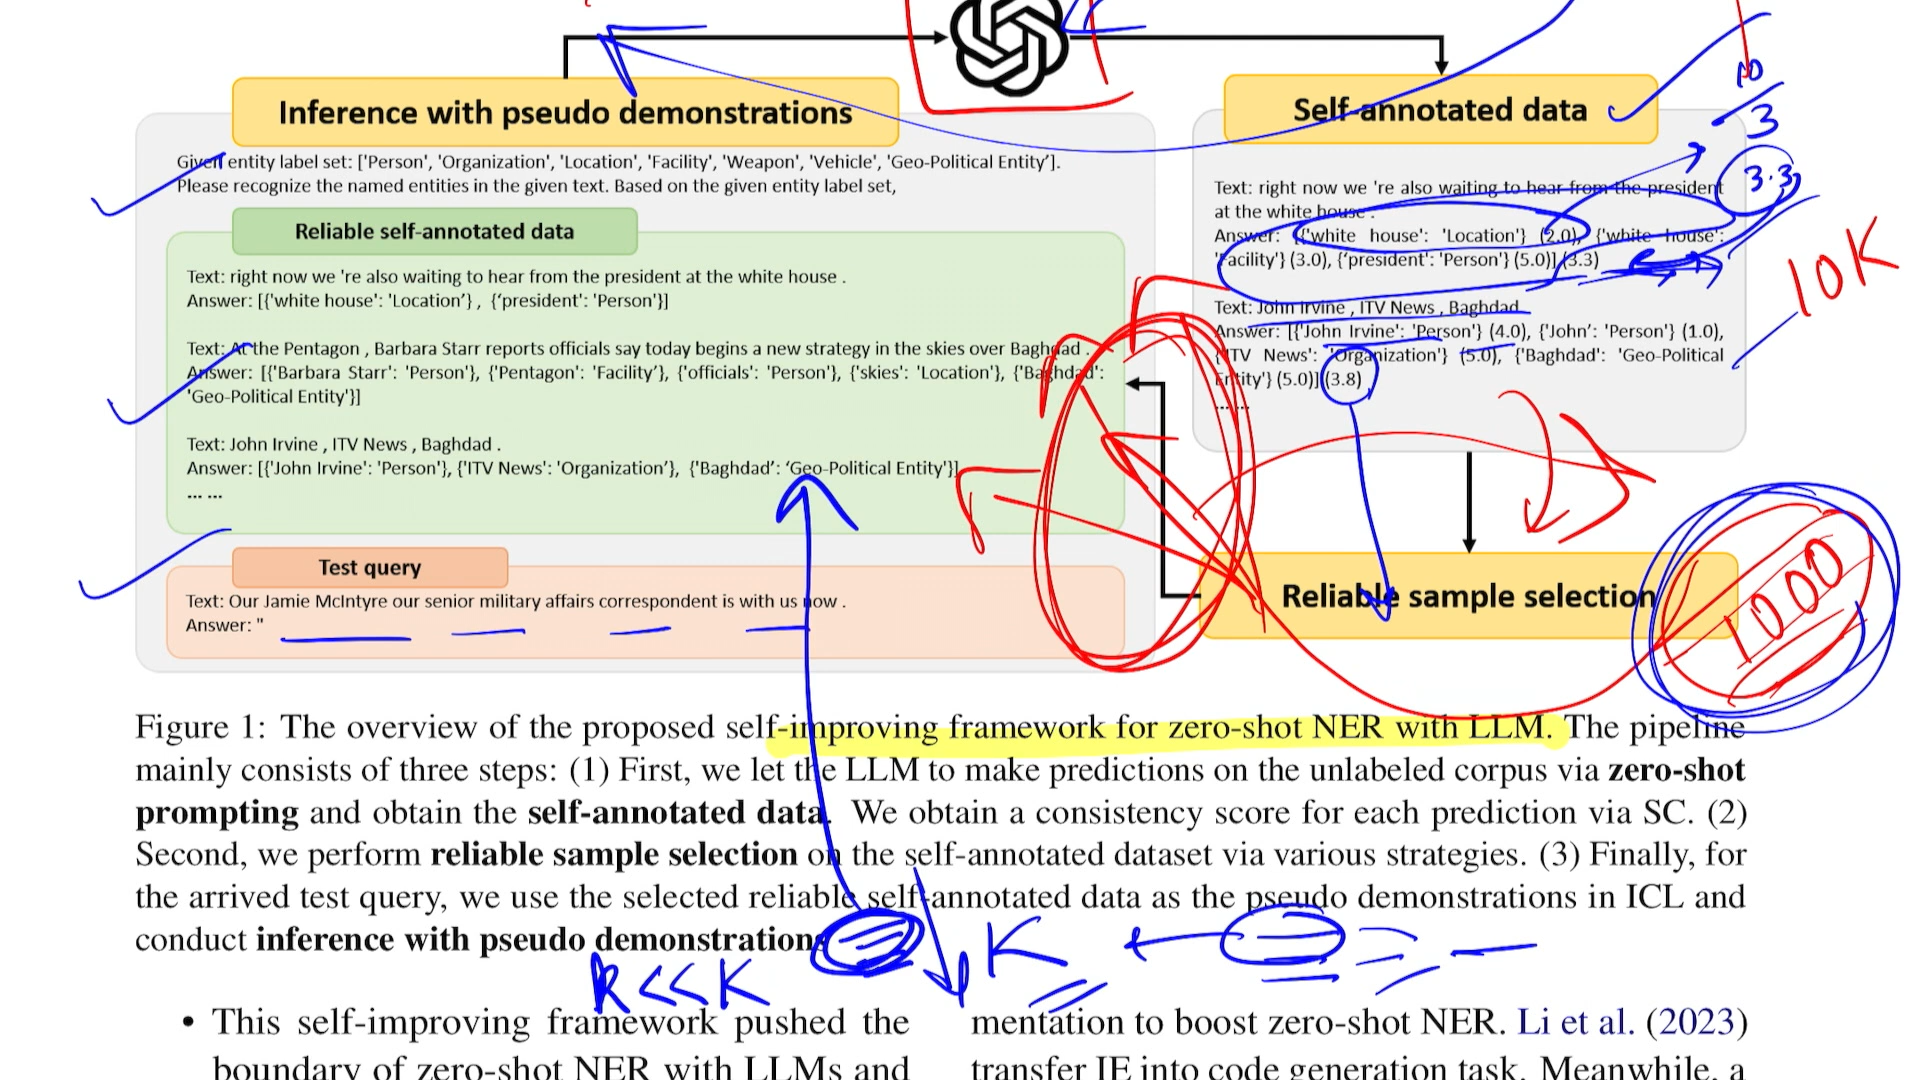 Inference with pseudo demonstrations
Given entity label set: ['Person', 'Organization', 'Location', 'Facility', 'Weapon', 'Vehicle', 'Geo-Political Entity'].
Please recognize the named entities in the given text. Based on the given entity label set,
Reliable self-annotated data
Text: right now we 're also waiting to hear from the president at the white house .
Answer: [{'white house': 'Location'} , {'president': 'Person'}]
Text: At the Pentagon , Barbara Starr reports officials say today begins a new strategy in the skies over Baghdad .
Answer: [{'Barbara Starr': 'Person'}, {'Pentagon': 'Facility'}, {'officials': 'Person'}, {'skies': 'Location'}, {'Baghdad':
'Geo-Political Entity'}]
Text: John Irvine , ITV News , Baghdad .
Answer: [{'John Irvine': 'Person'}, {'ITV News': 'Organization'}, {'Baghdad': 'Geo-Political Entity'}]
... ...
Test query
Text: Our Jamie McIntyre our senior military affairs correspondent is with us now .
Answer: "
Self-annotated data
10
3
3.3
Text: right now we 're also waiting to hear from the president
at the white house .
Answer: [{'white house': 'Location'} (2.0), {'white house':
'Facility'} (3.0), {'president': 'Person'} (5.0)] (3.3)
10K
Text: John Irvine , ITV News , Baghdad .
Answer: [{'John Irvine': 'Person'} (4.0), {'John': 'Person'} (1.0),
{'ITV News': 'Organization'} (5.0), {'Baghdad': 'Geo-Political
Entity'} (5.0)] (3.8)
... ...
Reliable sample selection
1000
Figure 1: The overview of the proposed self-improving framework for zero-shot NER with LLM. The pipeline
mainly consists of three steps: (1) First, we let the LLM to make predictions on the unlabeled corpus via zero-shot
prompting and obtain the self-annotated data. We obtain a consistency score for each prediction via SC. (2)
Second, we perform reliable sample selection on the self-annotated dataset via various strategies. (3) Finally, for
the arrived test query, we use the selected reliable self-annotated data as the pseudo demonstrations in ICL and
conduct inference with pseudo demonstrations
K
k << K
• This self-improving framework pushed the
boundary of zero-shot NER with LLMs and
mentation to boost zero-shot NER. Li et al. (2023)
transfer IE into code generation task. Meanwhile, a